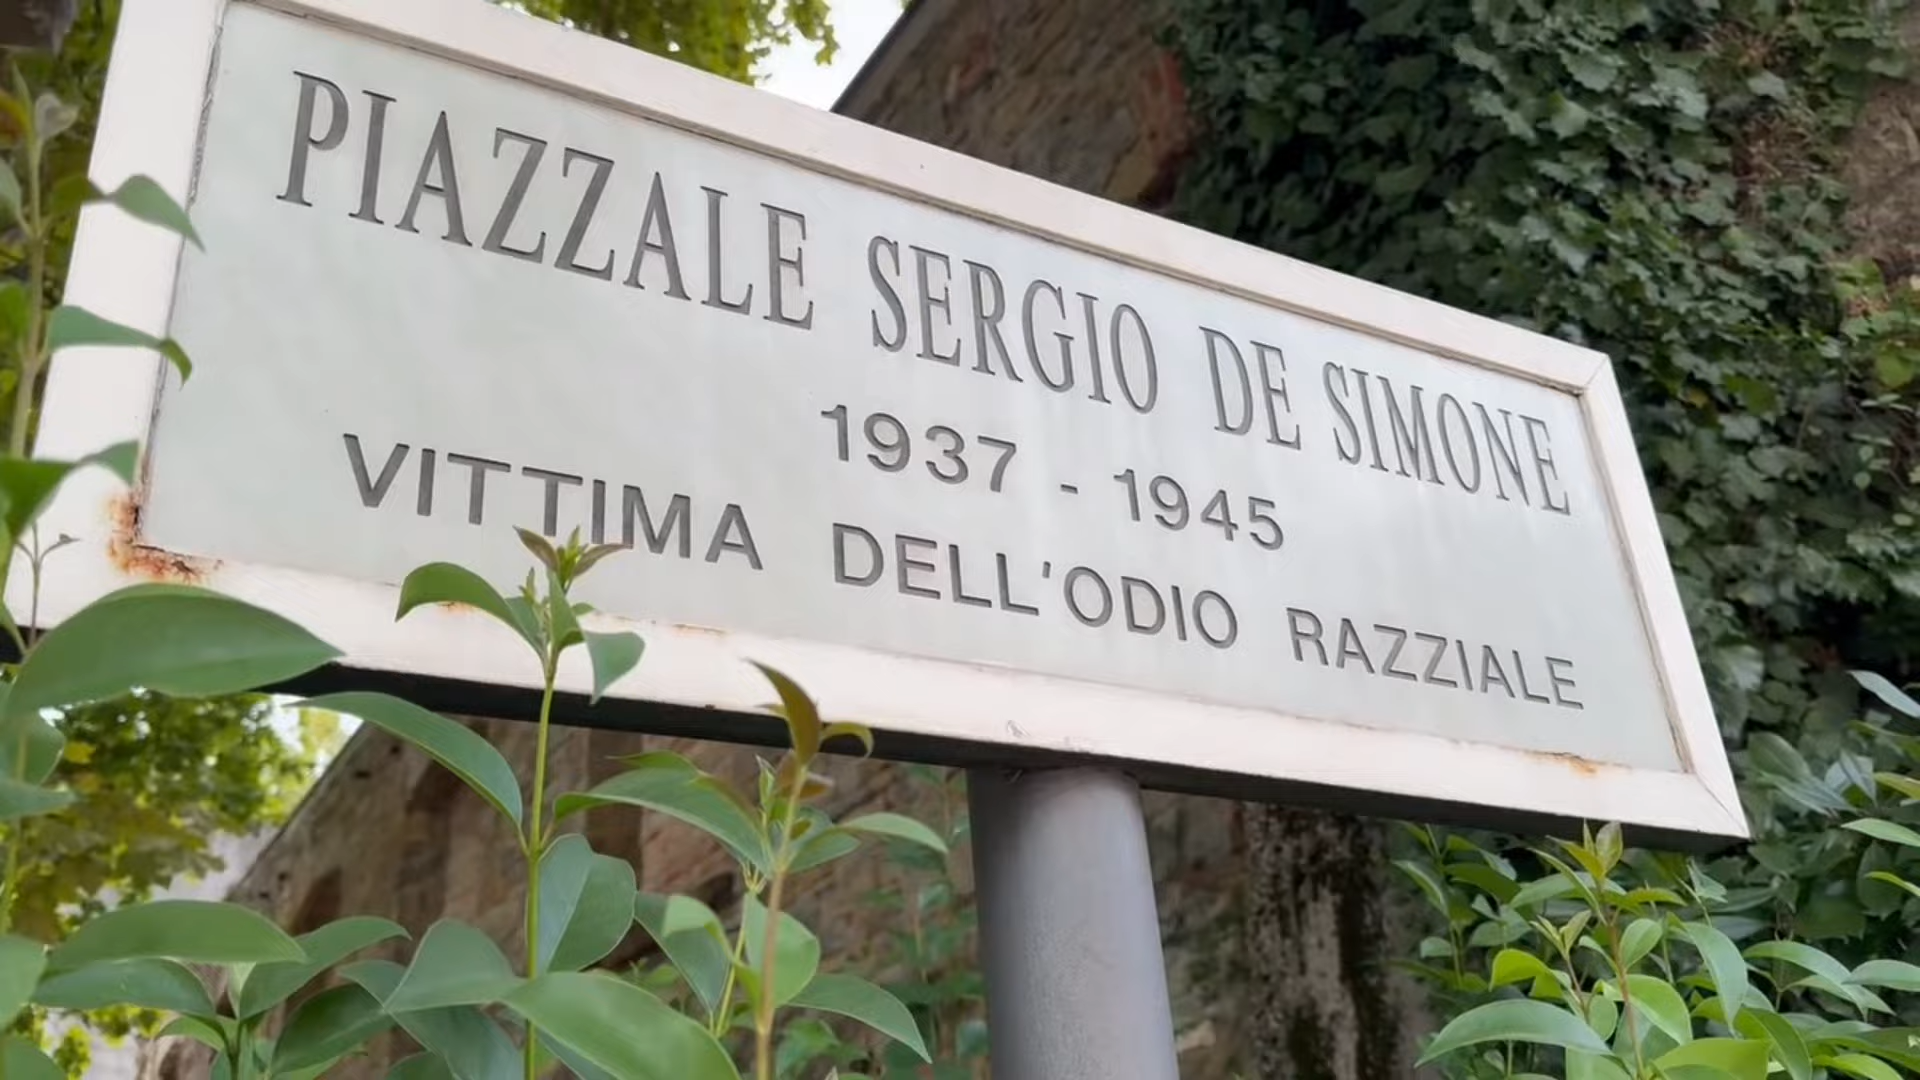 PIAZZALE SERGIO DE SIMONE
1937 - 1945
VITTIMA DELL'ODIO RAZZIALE